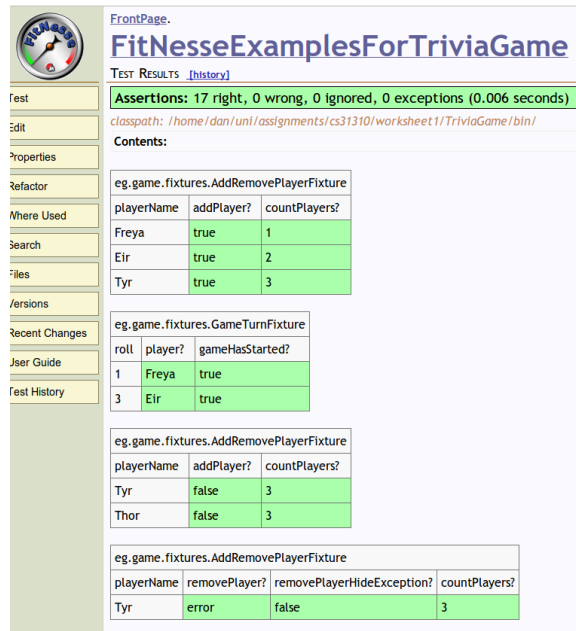 FitNesse
FrontPage.
FitNesseExamplesForTriviaGame
TEST RESULTS [history]
Assertions: 17 right, 0 wrong, 0 ignored, 0 exceptions (0.006 seconds)
classpath: /home/dan/uni/assignments/cs31310/worksheet1/TriviaGame/bin/
Contents:
Test
Edit
Properties
Refactor
Where Used
Search
Files
Versions
Recent Changes
User Guide
Test History
eg.game.fixtures.AddRemovePlayerFixture
playerName addPlayer? countPlayers?
Freya true 1
Eir true 2
Tyr true 3
eg.game.fixtures.GameTurnFixture
roll player? gameHasStarted?
1 Freya true
3 Eir true
eg.game.fixtures.AddRemovePlayerFixture
playerName addPlayer? countPlayers?
Tyr false 3
Thor false 3
eg.game.fixtures.AddRemovePlayerFixture
playerName removePlayer? removePlayerHideException? countPlayers?
Tyr error false 3